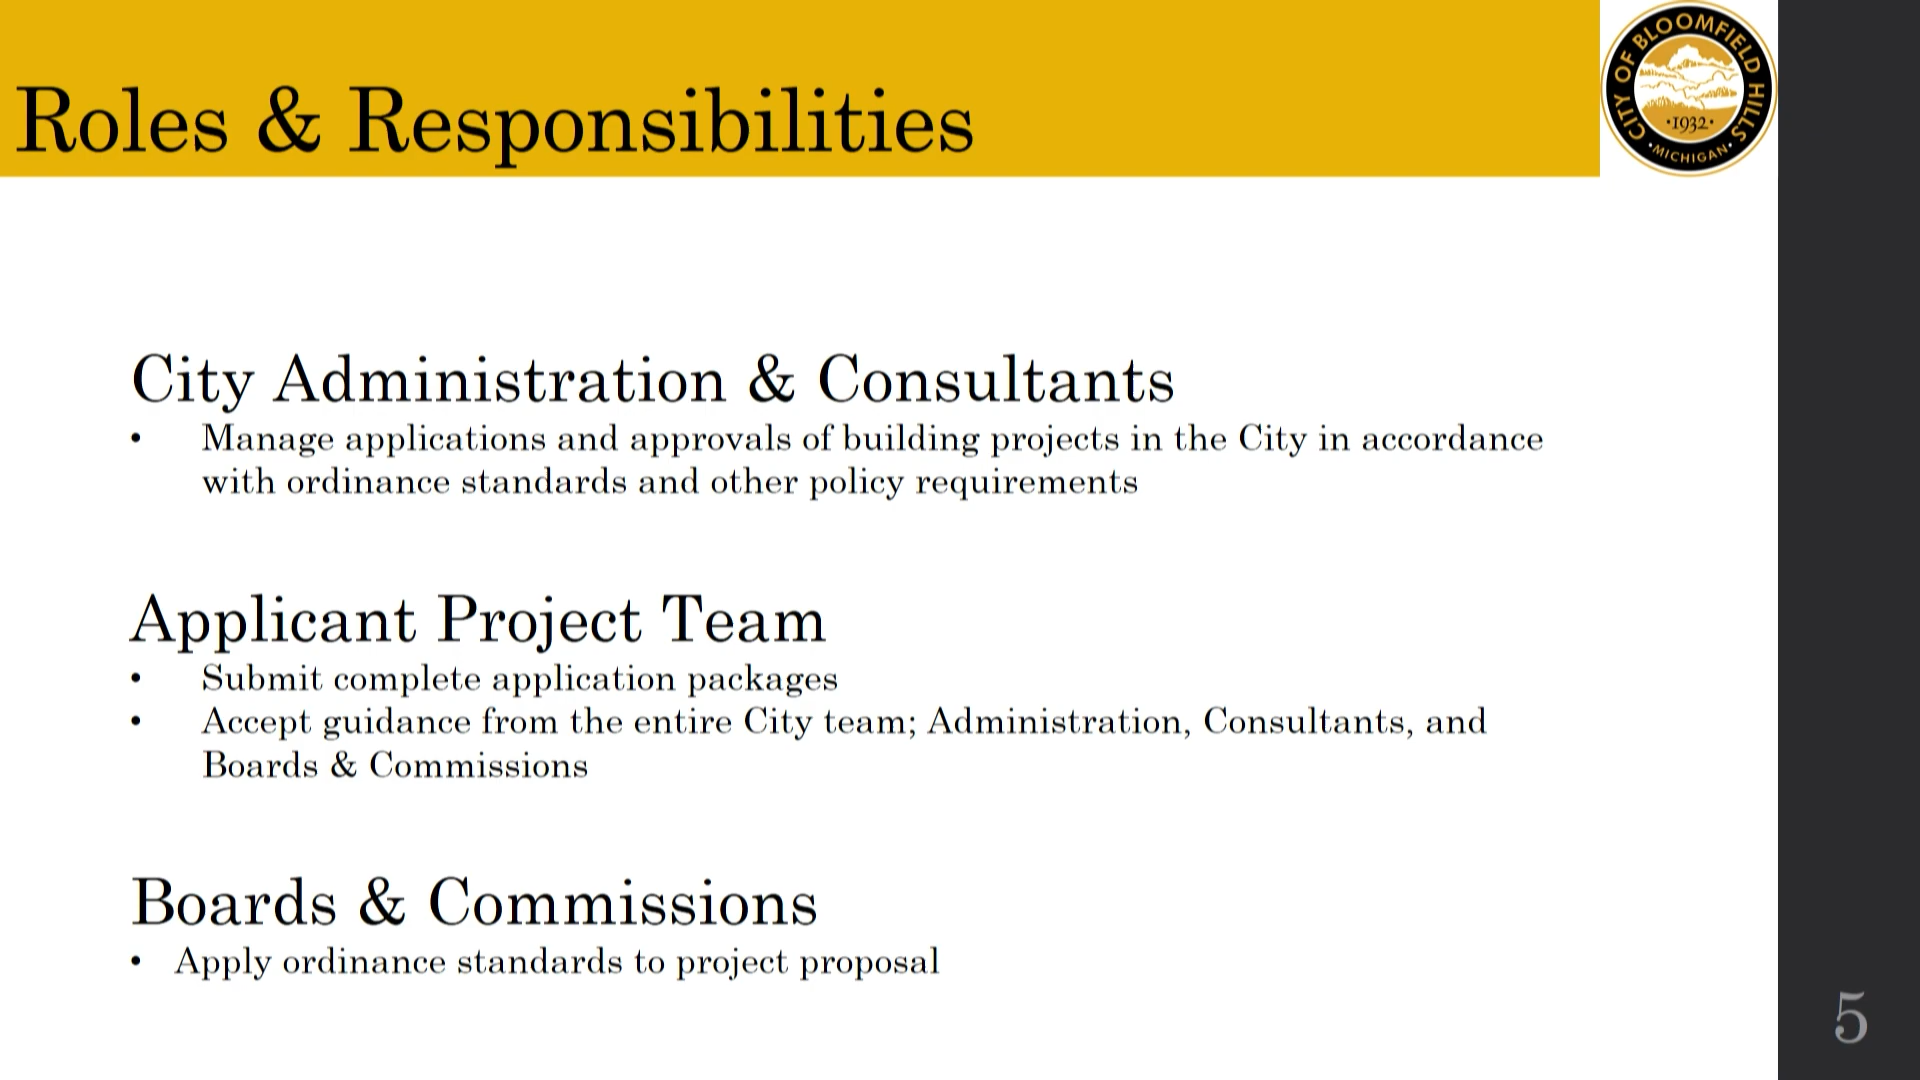 Roles & Responsibilities
CITY OF BLOOMFIELD HILLS
•1932•
•MICHIGAN•
City Administration & Consultants
• Manage applications and approvals of building projects in the City in accordance
with ordinance standards and other policy requirements
Applicant Project Team
• Submit complete application packages
• Accept guidance from the entire City team; Administration, Consultants, and
Boards & Commissions
Boards & Commissions
• Apply ordinance standards to project proposal
5